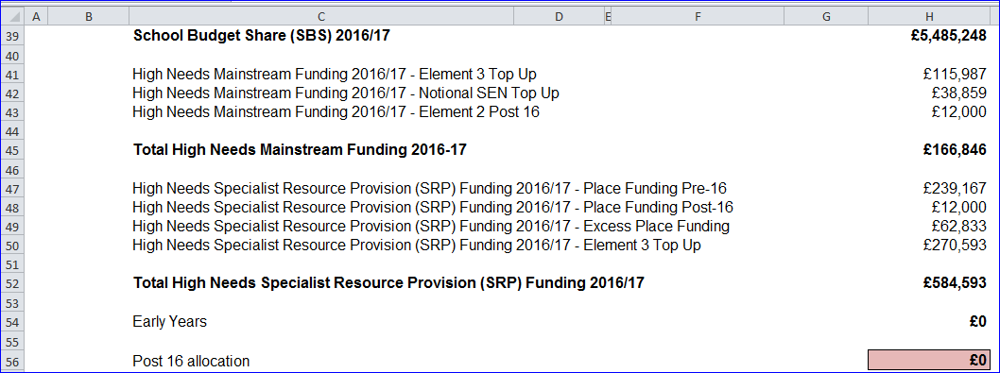 A B C D E F G H
39 School Budget Share (SBS) 2016/17 £5,485,248
40
41 High Needs Mainstream Funding 2016/17 - Element 3 Top Up £115,987
42 High Needs Mainstream Funding 2016/17 - Notional SEN Top Up £38,859
43 High Needs Mainstream Funding 2016/17 - Element 2 Post 16 £12,000
44
45 Total High Needs Mainstream Funding 2016-17 £166,846
46
47 High Needs Specialist Resource Provision (SRP) Funding 2016/17 - Place Funding Pre-16 £239,167
48 High Needs Specialist Resource Provision (SRP) Funding 2016/17 - Place Funding Post-16 £12,000
49 High Needs Specialist Resource Provision (SRP) Funding 2016/17 - Excess Place Funding £62,833
50 High Needs Specialist Resource Provision (SRP) Funding 2016/17 - Element 3 Top Up £270,593
51
52 Total High Needs Specialist Resource Provision (SRP) Funding 2016/17 £584,593
53
54 Early Years £0
55
56 Post 16 allocation £0